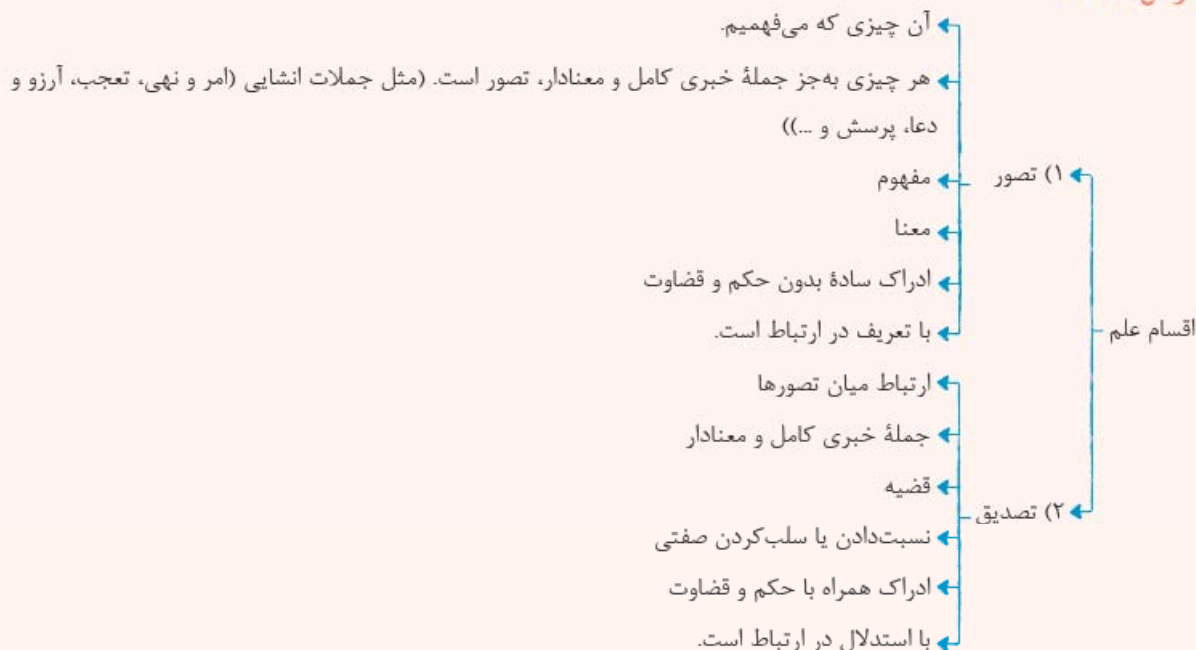 آن چیزی که می‌فهمیم.
هر چیزی به‌جز جملهٔ خبری کامل و معنادار، تصور است. (مثل جملات انشایی (امر و نهی، تعجب، آرزو و
دعا، پرسش و ...))
۱) تصور
مفهوم
معنا
ادراک سادهٔ بدون حکم و قضاوت
با تعریف در ارتباط است.
اقسام علم
ارتباط میان تصورها
جملهٔ خبری کامل و معنادار
قضیه
۲) تصدیق
نسبت‌دادن یا سلب‌کردن صفتی
ادراک همراه با حکم و قضاوت
با استدلال در ارتباط است.